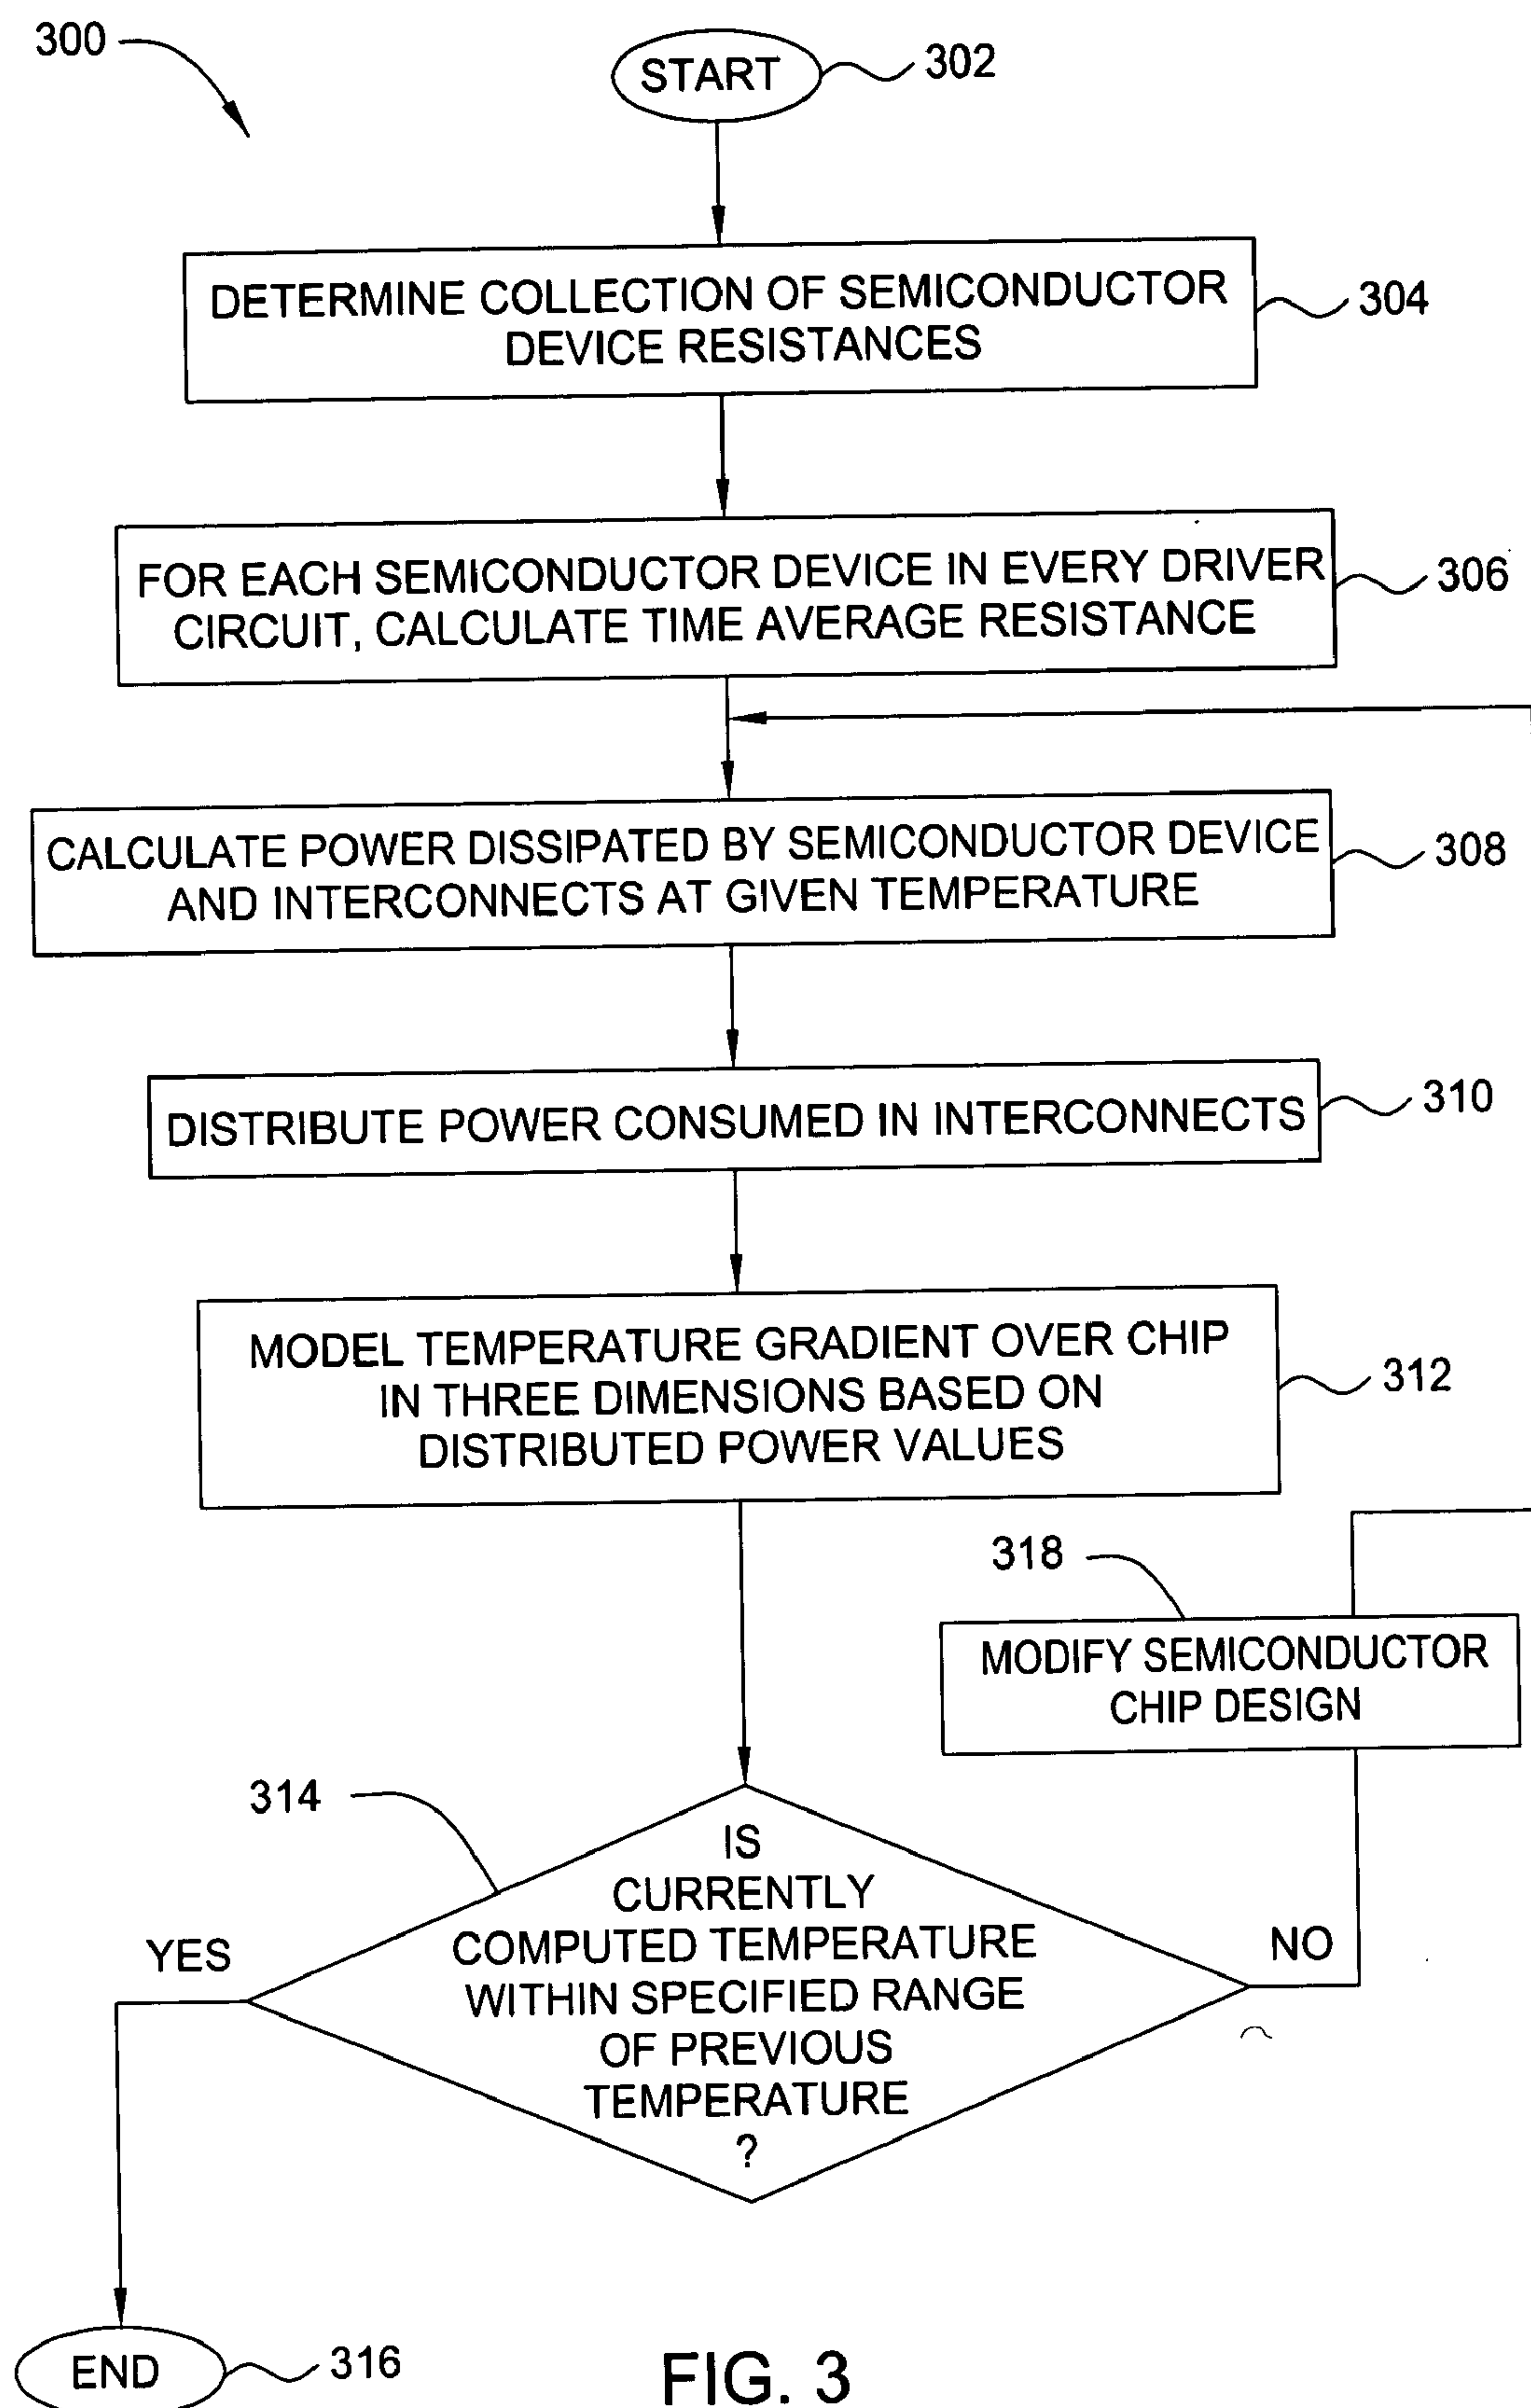 300
START
302
DETERMINE COLLECTION OF SEMICONDUCTOR
DEVICE RESISTANCES
304
FOR EACH SEMICONDUCTOR DEVICE IN EVERY DRIVER
CIRCUIT, CALCULATE TIME AVERAGE RESISTANCE
306
CALCULATE POWER DISSIPATED BY SEMICONDUCTOR DEVICE
AND INTERCONNECTS AT GIVEN TEMPERATURE
308
DISTRIBUTE POWER CONSUMED IN INTERCONNECTS
310
MODEL TEMPERATURE GRADIENT OVER CHIP
IN THREE DIMENSIONS BASED ON
DISTRIBUTED POWER VALUES
312
318
MODIFY SEMICONDUCTOR
CHIP DESIGN
314
IS
CURRENTLY
COMPUTED TEMPERATURE
WITHIN SPECIFIED RANGE
OF PREVIOUS
TEMPERATURE
?
YES
NO
END
316
FIG. 3